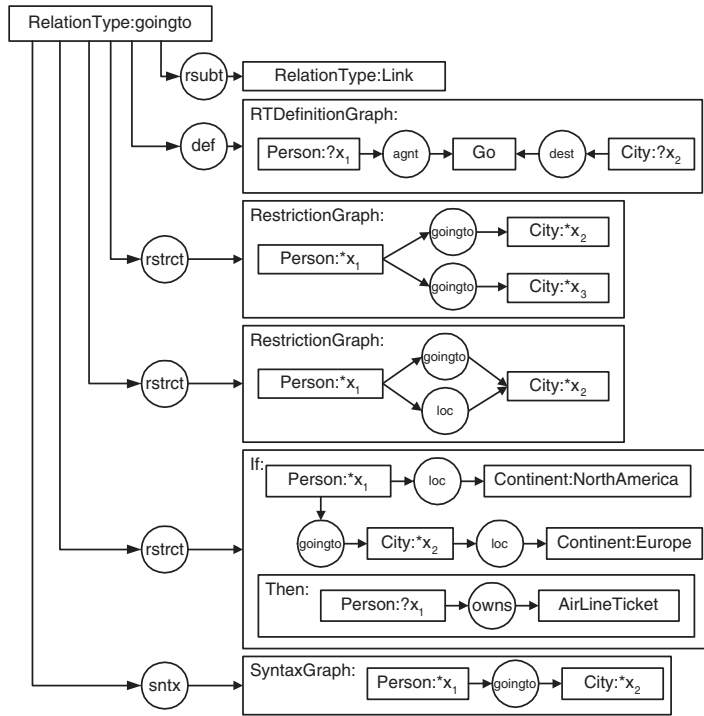 RelationType:goingto
rsubt RelationType:Link
RTDefinitionGraph:
def Person:?x1 agnt Go dest City:?x2
RestrictionGraph:
goingto City:*x2
rstrct Person:*x1
goingto City:*x3
RestrictionGraph:
goingto
rstrct Person:*x1 City:*x2
loc
If:
Person:*x1 loc Continent:NorthAmerica
rstrct goingto City:*x2 loc Continent:Europe
Then:
Person:?x1 owns AirLineTicket
SyntaxGraph: Person:*x1 goingto City:*x2
sntx